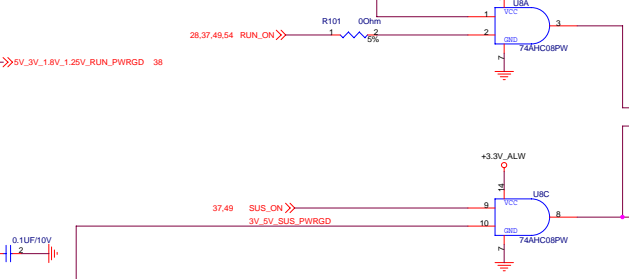 U8A
VCC
1
3
R101 0Ohm
28,37,49,54 RUN_ON
1 2
5%
2
GND
74AHC08PW
7
5V_3V_1.8V_1.25V_RUN_PWRGD 38
+3.3V_ALW
14
U8C
VCC
37,49 SUS_ON
9
8
3V_5V_SUS_PWRGD
10
GND
74AHC08PW
7
0.1UF/10V
2